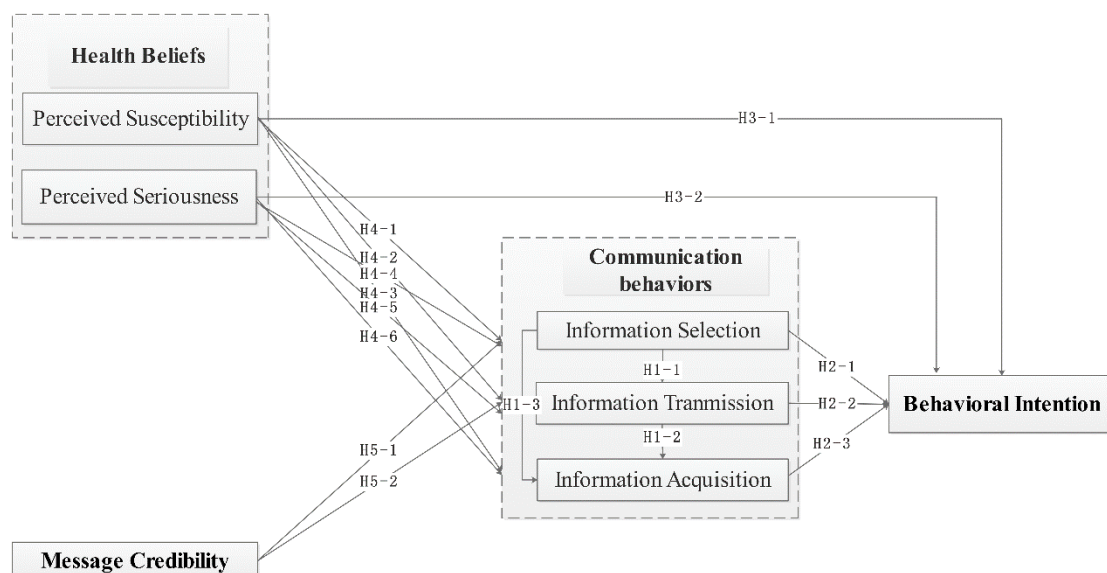 Health Beliefs
Perceived Susceptibility
H3-1
Perceived Seriousness
H3-2
H4-1
H4-2
H4-4
H4-3
H4-5
H4-6
Communication
behaviors
Information Selection
H1-1
H2-1
H1-3
Information Tranmission
H2-2
Behavioral Intention
H1-2
H2-3
Information Acquisition
H5-1
H5-2
Message Credibility